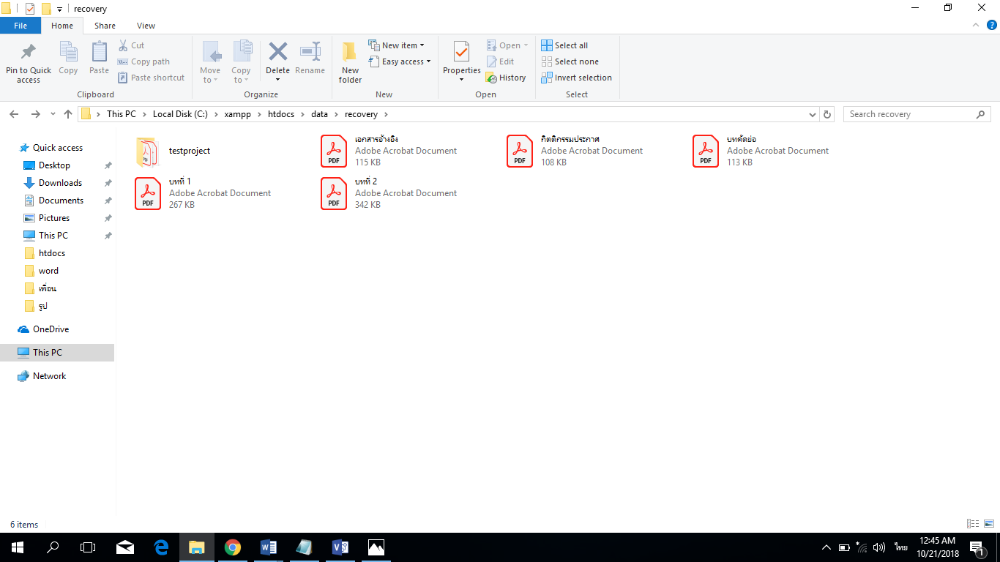 recovery
File Home Share View
Pin to Quick access
Copy
Paste
Cut
Copy path
Paste shortcut
Clipboard
Move to
Copy to
Delete
Rename
Organize
New folder
New item
Easy access
New
Properties
Open
Edit
History
Open
Select all
Select none
Invert selection
Select
This PC > Local Disk (C:) > xampp > htdocs > data > recovery >
Search recovery
Quick access
Desktop
Downloads
Documents
Pictures
This PC
htdocs
word
เพื่อน
รูป
OneDrive
This PC
Network
testproject
PDF
เอกสารอ้างอิง
Adobe Acrobat Document
115 KB
PDF
กิตติกรรมประกาศ
Adobe Acrobat Document
108 KB
PDF
บทคัดย่อ
Adobe Acrobat Document
113 KB
PDF
บทที่ 1
Adobe Acrobat Document
267 KB
PDF
บทที่ 2
Adobe Acrobat Document
342 KB
6 items
ไทย
12:45 AM
10/21/2018
1